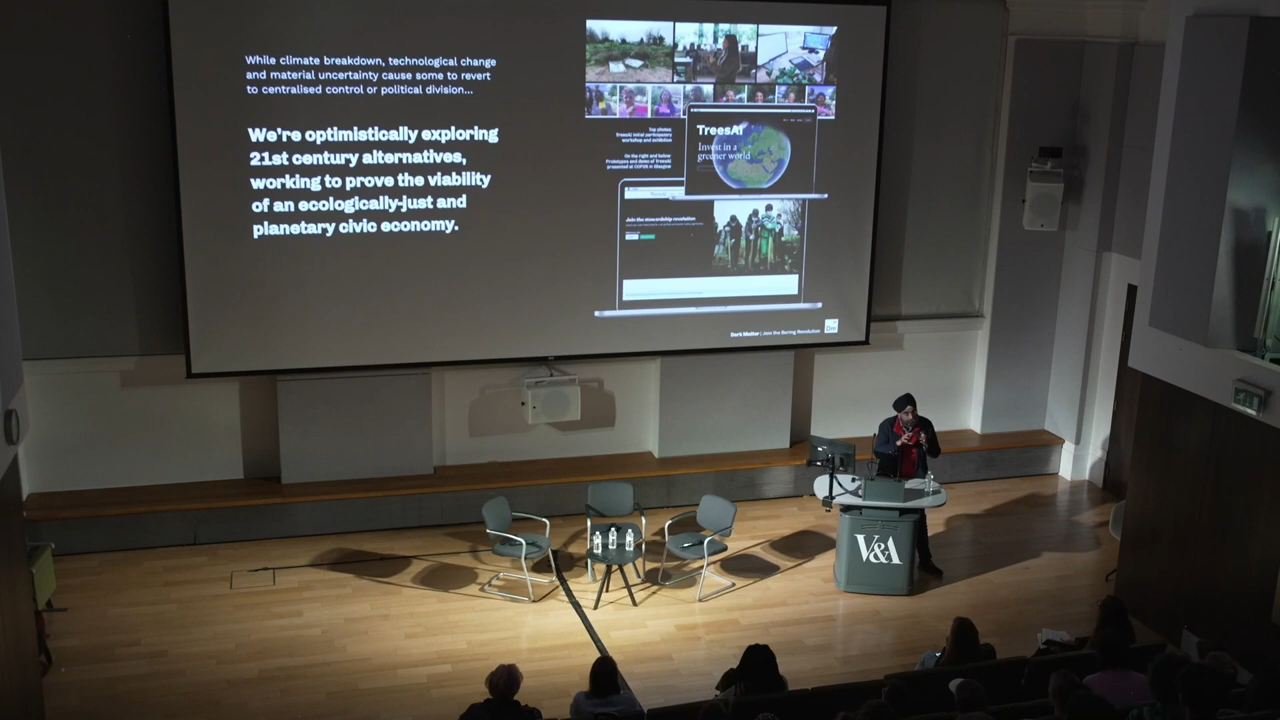 While climate breakdown, technological change
and material uncertainty cause some to revert
to centralised control or political division...
We're optimistically exploring
21st century alternatives,
working to prove the viability
of an ecologically-just and
planetary civic economy.
Top photos
TreesAI initial participatory
workshop and exhibition
On the right and below
Prototypes and demo of TreesAI
presented at COP26 in Glasgow
TreesAI
Invest in a
greener world
Join the stewardship revolution
Dark Matter | Join the Boring Revolution
Dm
V&A